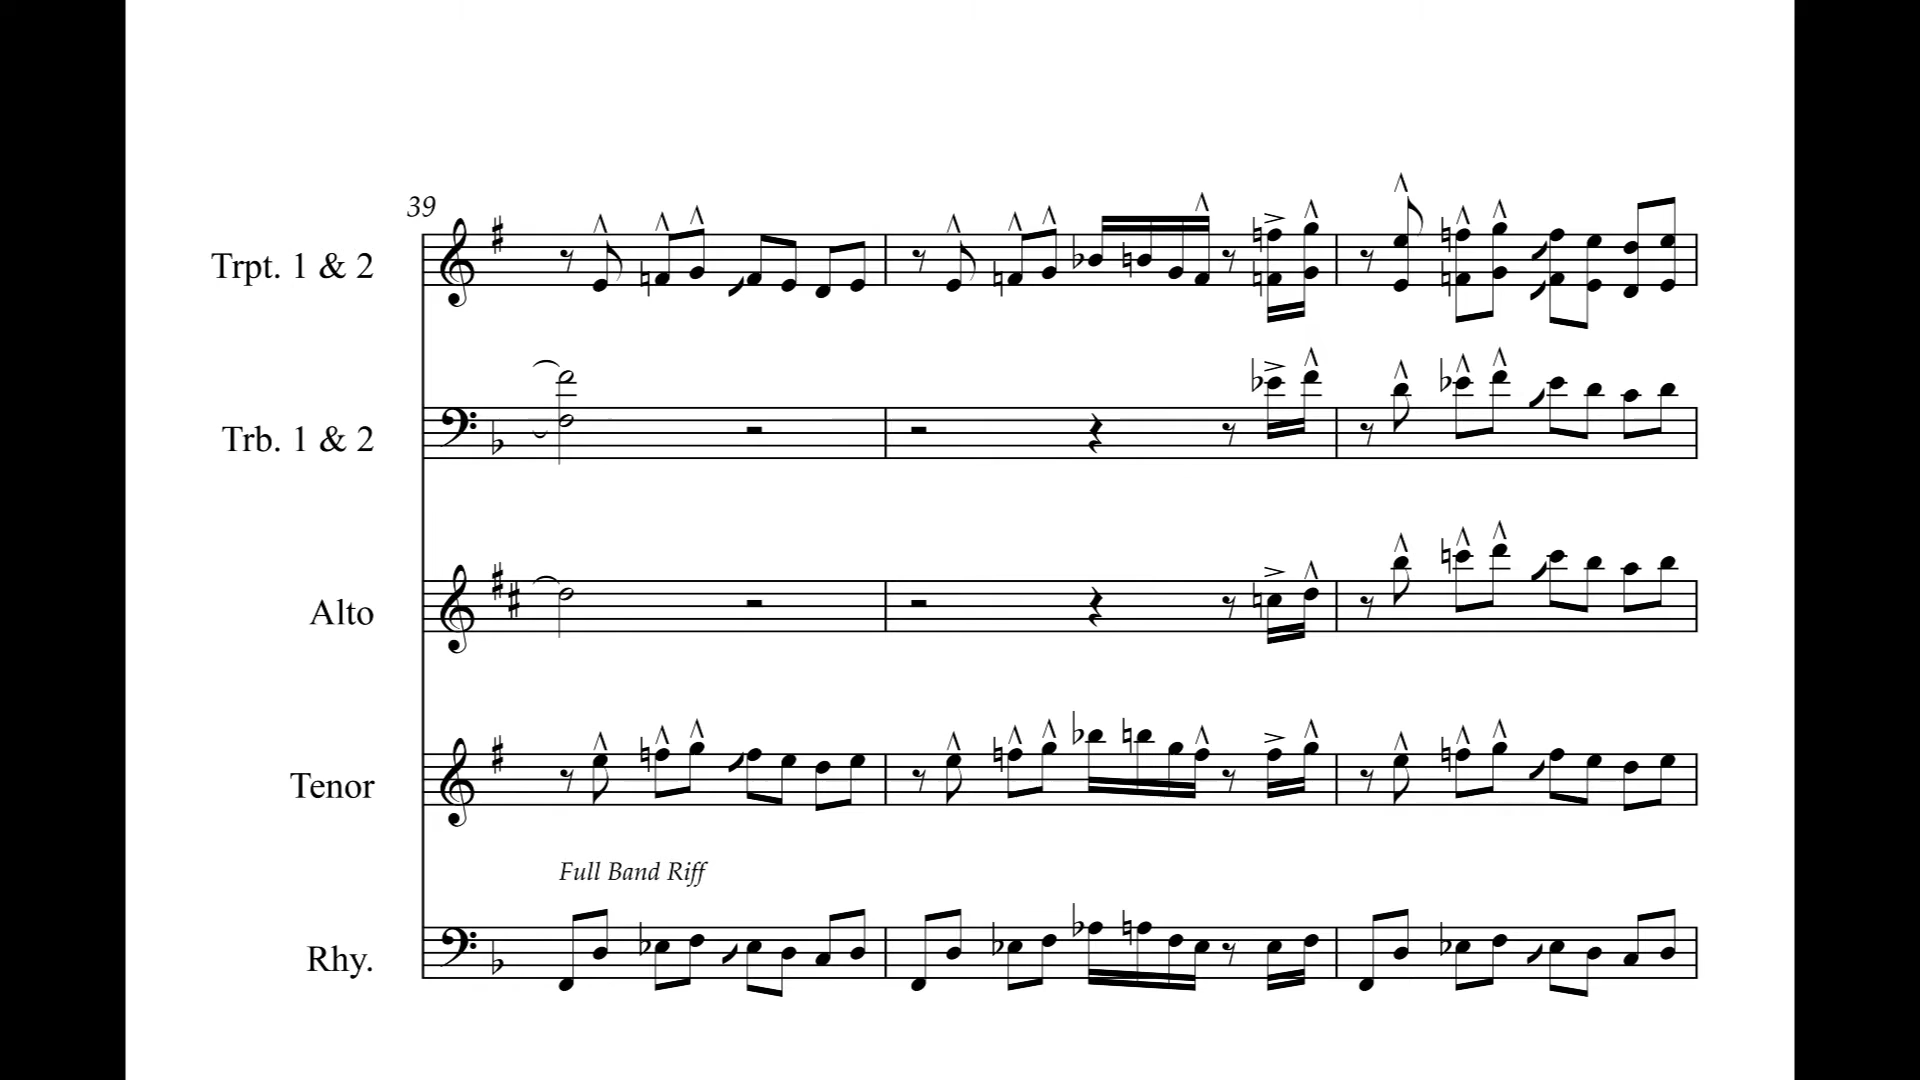 39
Trpt. 1 & 2
Trb. 1 & 2
Alto
Tenor
Full Band Riff
Rhy.